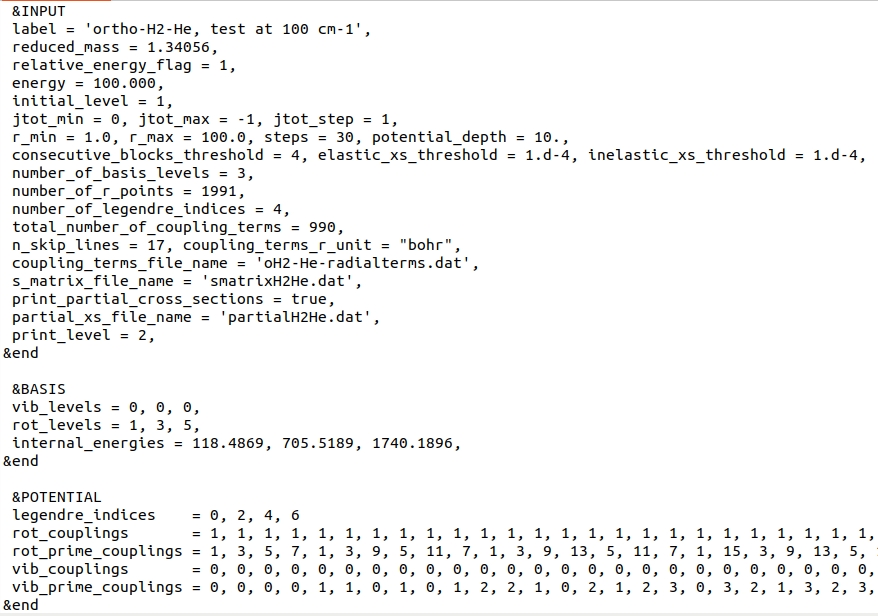 &INPUT
label = 'ortho-H2-He, test at 100 cm-1',
reduced_mass = 1.34056,
relative_energy_flag = 1,
energy = 100.000,
initial_level = 1,
jtot_min = 0, jtot_max = -1, jtot_step = 1,
r_min = 1.0, r_max = 100.0, steps = 30, potential_depth = 10.,
consecutive_blocks_threshold = 4, elastic_xs_threshold = 1.d-4, inelastic_xs_threshold = 1.d-4,
number_of_basis_levels = 3,
number_of_r_points = 1991,
number_of_legendre_indices = 4,
total_number_of_coupling_terms = 990,
n_skip_lines = 17, coupling_terms_r_unit = "bohr",
coupling_terms_file_name = 'oH2-He-radialterms.dat',
s_matrix_file_name = 'smatrixH2He.dat',
print_partial_cross_sections = true,
partial_xs_file_name = 'partialH2He.dat',
print_level = 2,
&end
&BASIS
vib_levels = 0, 0, 0,
rot_levels = 1, 3, 5,
internal_energies = 118.4869, 705.5189, 1740.1896,
&end
&POTENTIAL
legendre_indices = 0, 2, 4, 6
rot_couplings = 1, 1, 1, 1, 1, 1, 1, 1, 1, 1, 1, 1, 1, 1, 1, 1, 1, 1, 1, 1, 1, 1, 1, 1, 1,
rot_prime_couplings = 1, 3, 5, 7, 1, 3, 9, 5, 11, 7, 1, 3, 9, 13, 5, 11, 7, 1, 15, 3, 9, 13, 5,
vib_couplings = 0, 0, 0, 0, 0, 0, 0, 0, 0, 0, 0, 0, 0, 0, 0, 0, 0, 0, 0, 0, 0, 0, 0, 0, 0,
vib_prime_couplings = 0, 0, 0, 0, 1, 1, 0, 1, 0, 1, 2, 2, 1, 0, 2, 1, 2, 3, 0, 3, 2, 1, 3, 2, 3,
&end